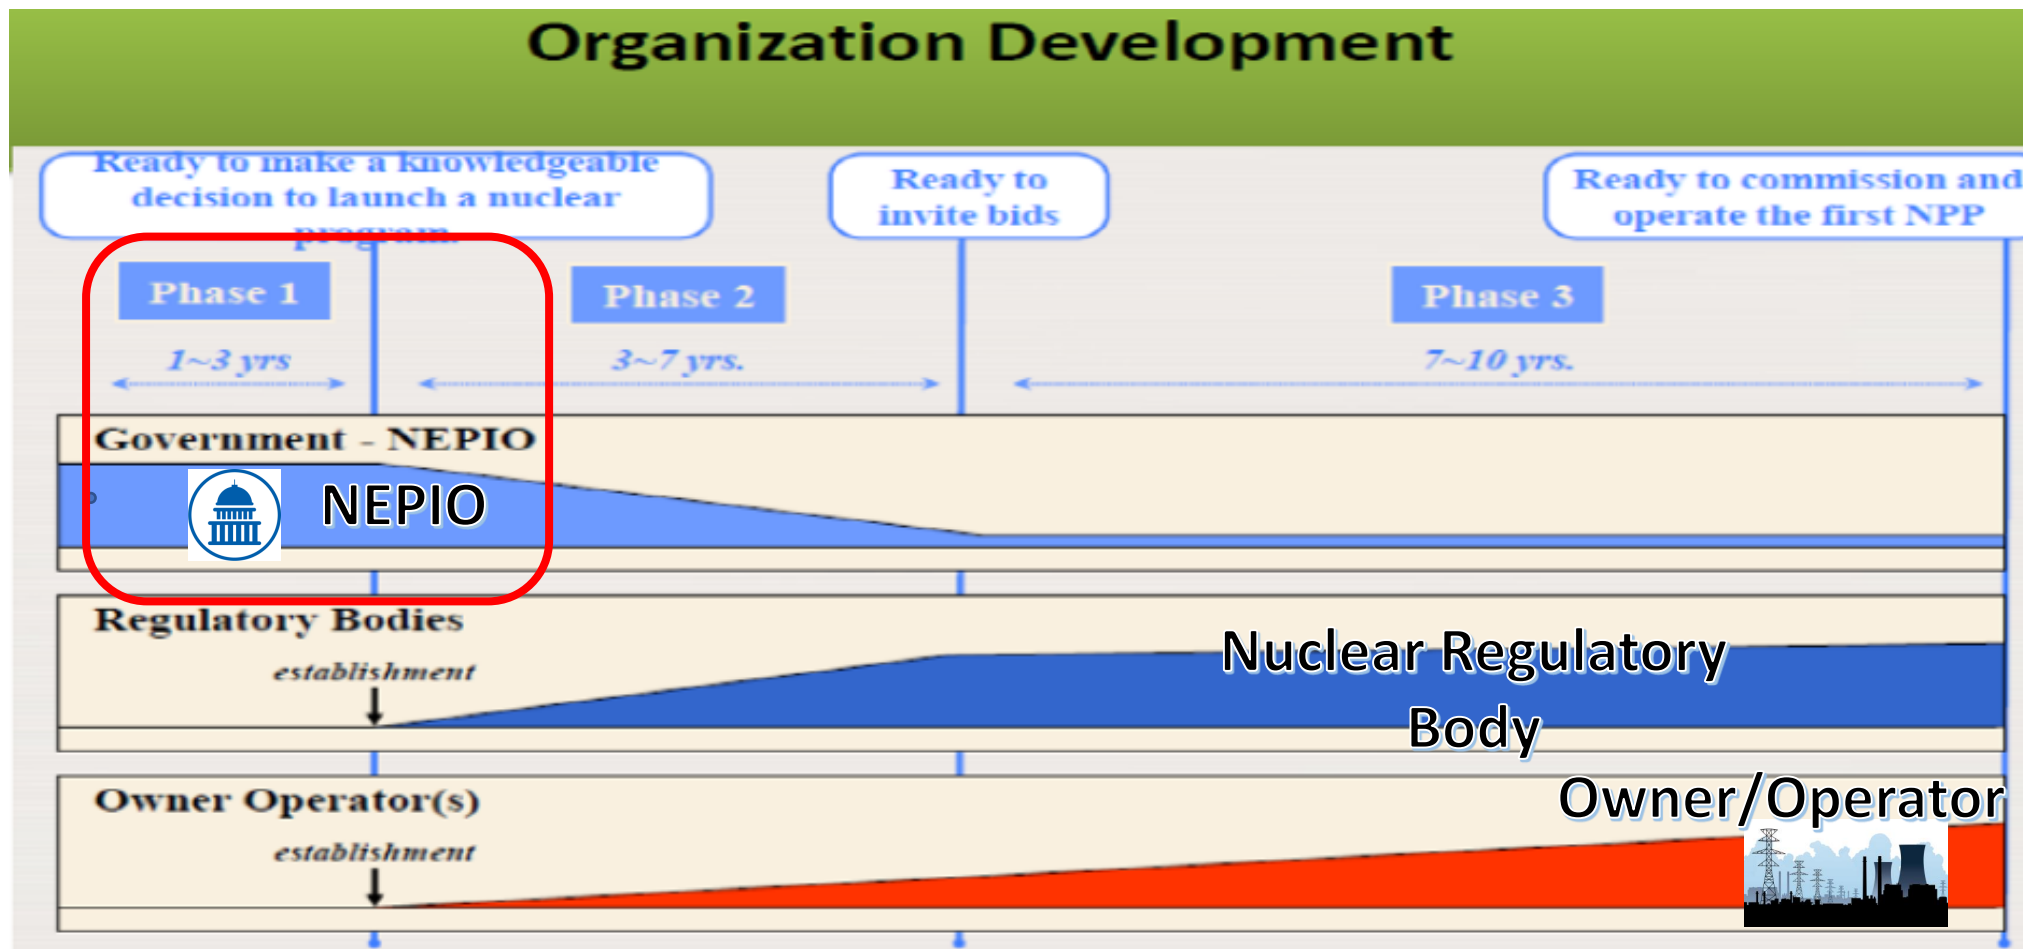 Organization Development
Ready to make a knowledgeable
decision to launch a nuclear
program.
Ready to
invite bids
Ready to commission and
operate the first NPP
Phase 1
Phase 2
Phase 3
1~3 yrs
3~7 yrs.
7~10 yrs.
Government - NEPIO
NEPIO
Regulatory Bodies
establishment
Nuclear Regulatory
Body
Owner Operator(s)
establishment
Owner/Operator